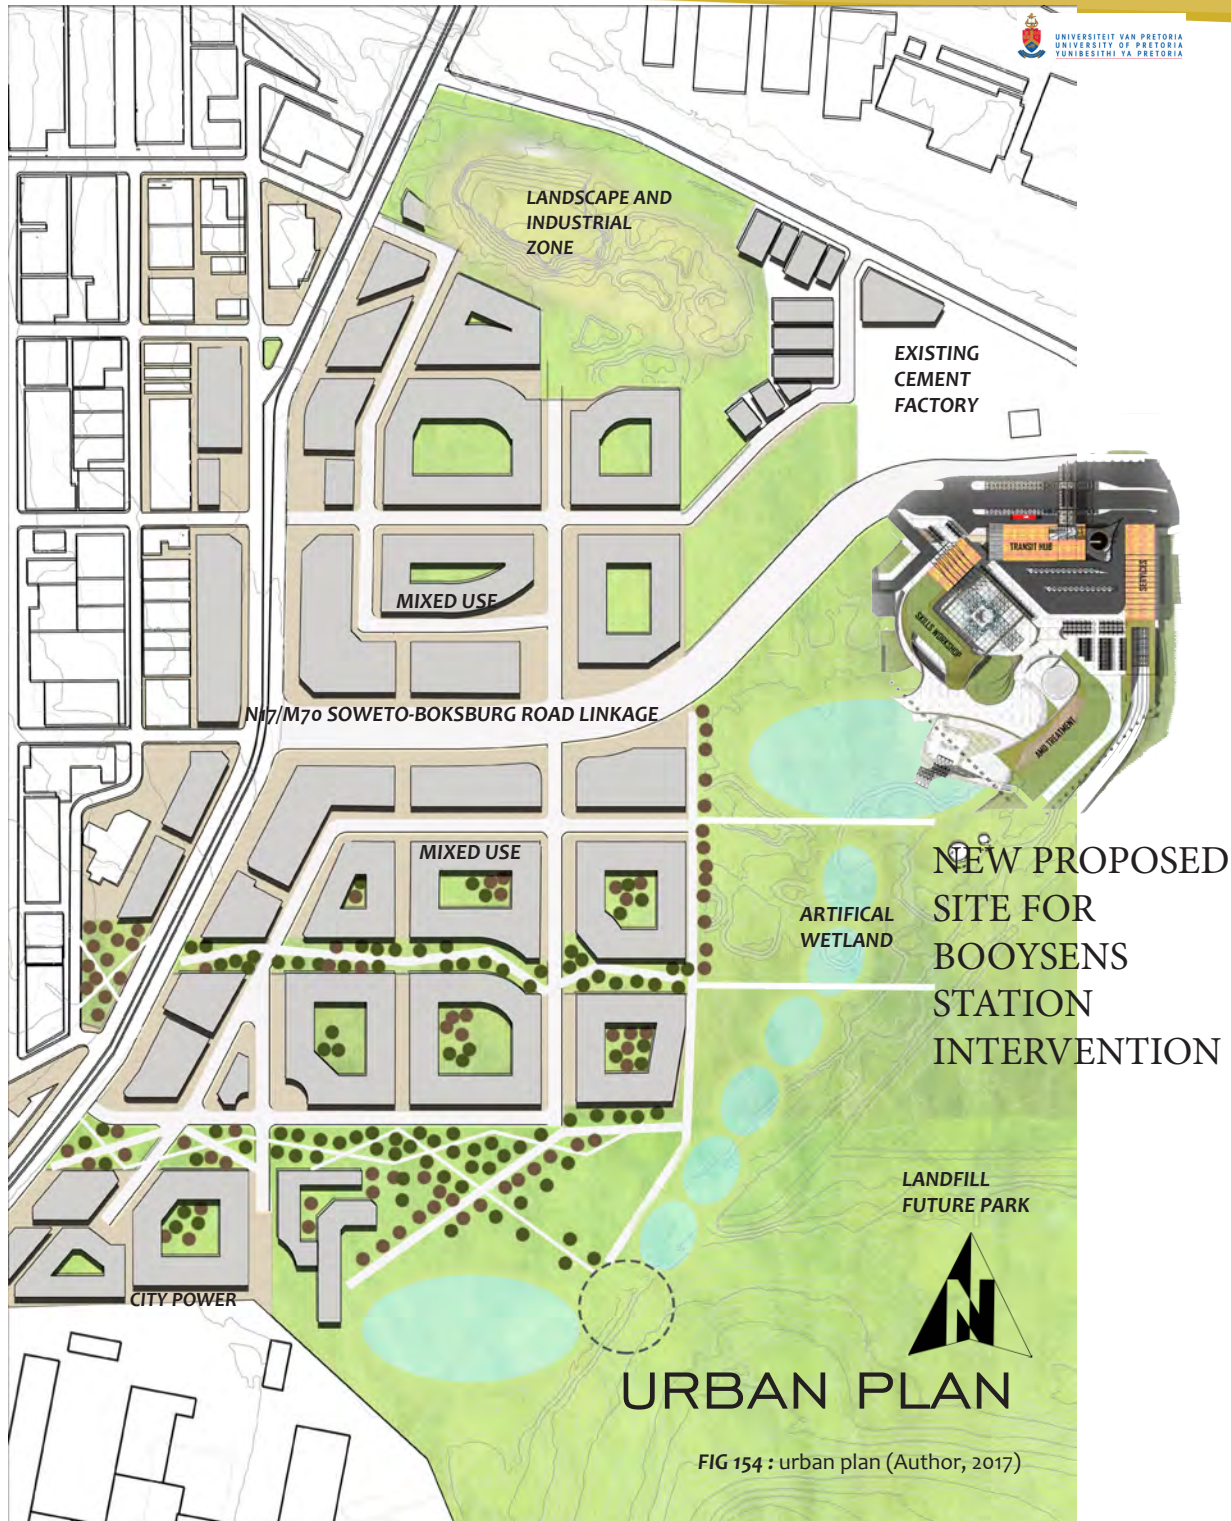 UNIVERSITEIT VAN PRETORIA
UNIVERSITY OF PRETORIA
YUNIBESITHI YA PRETORIA
LANDSCAPE AND
INDUSTRIAL
ZONE
EXISTING
CEMENT
FACTORY
TRANSIT HUB
SERVICES
SKILLS WORKSHOP
AMD TREATMENT
MIXED USE
N17/M70 SOWETO-BOKSBURG ROAD LINKAGE
MIXED USE
ARTIFICAL
WETLAND
NEW PROPOSED
SITE FOR
BOOYSENS
STATION
INTERVENTION
LANDFILL
FUTURE PARK
N
CITY POWER
URBAN PLAN
FIG 154 : urban plan (Author, 2017)